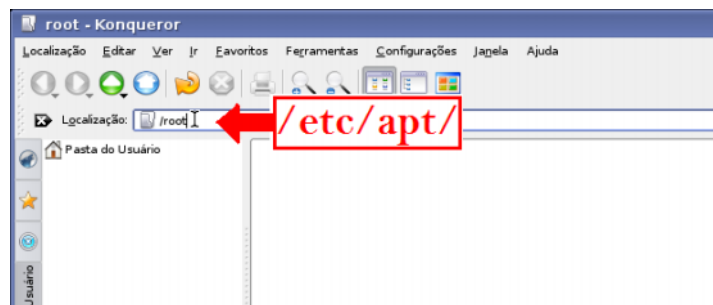 root - Konqueror
Localização Editar Ver Ir Favoritos Ferramentas Configurações Janela Ajuda
Localização: /root
/etc/apt/
Pasta do Usuário
Usuário